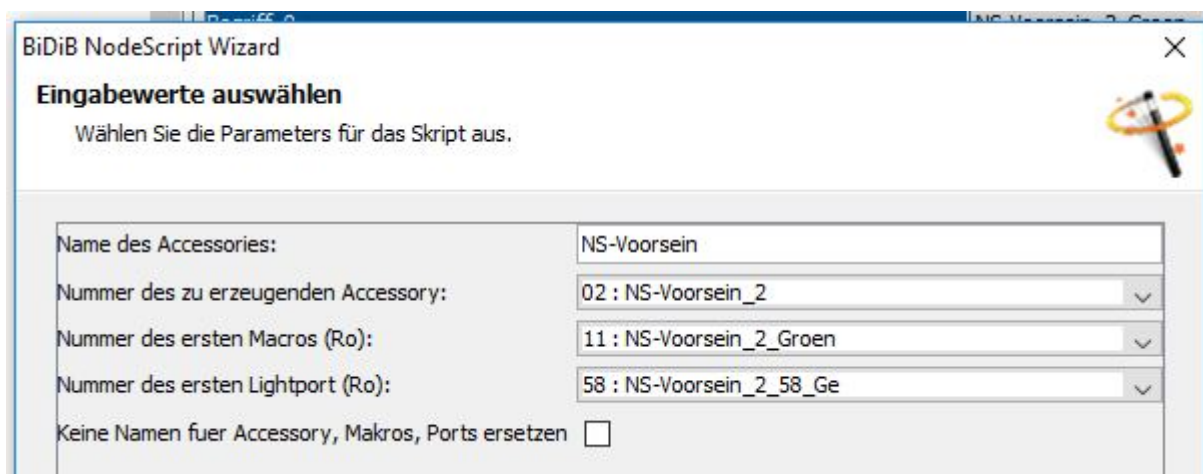 BiDiB NodeScript Wizard
Eingabewerte auswählen
Wählen Sie die Parameters für das Skript aus.
Name des Accessories: NS-Voorsein
Nummer des zu erzeugenden Accessory: 02 : NS-Voorsein_2
Nummer des ersten Macros (Ro): 11 : NS-Voorsein_2_Groen
Nummer des ersten Lightport (Ro): 58 : NS-Voorsein_2_58_Ge
Keine Namen fuer Accessory, Makros, Ports ersetzen